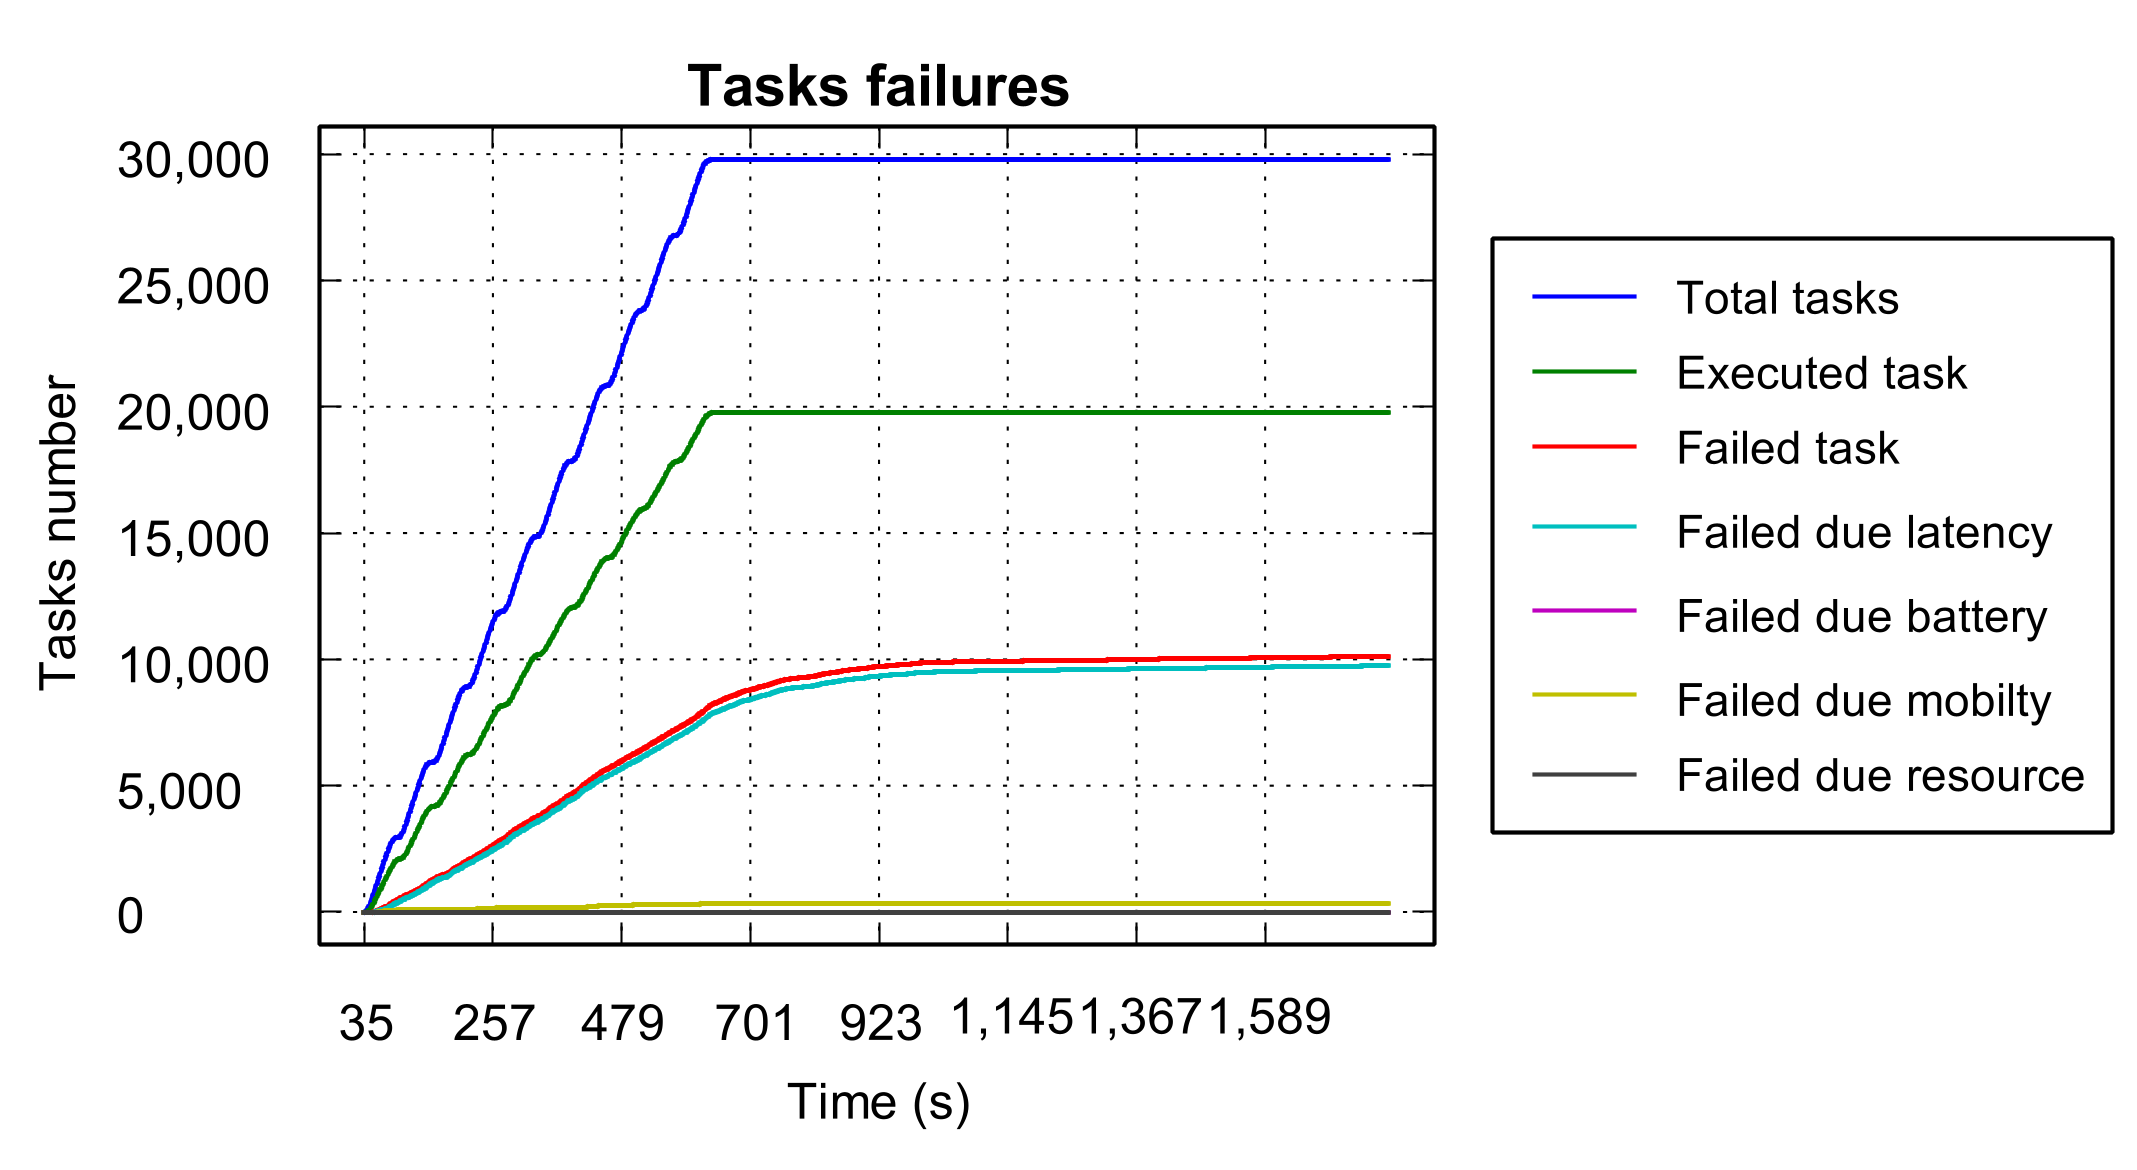 Tasks failures
Tasks number
30,000
25,000
20,000
15,000
10,000
5,000
0
35 257 479 701 923 1,145 1,367 1,589
Time (s)
Total tasks
Executed task
Failed task
Failed due latency
Failed due battery
Failed due mobilty
Failed due resource